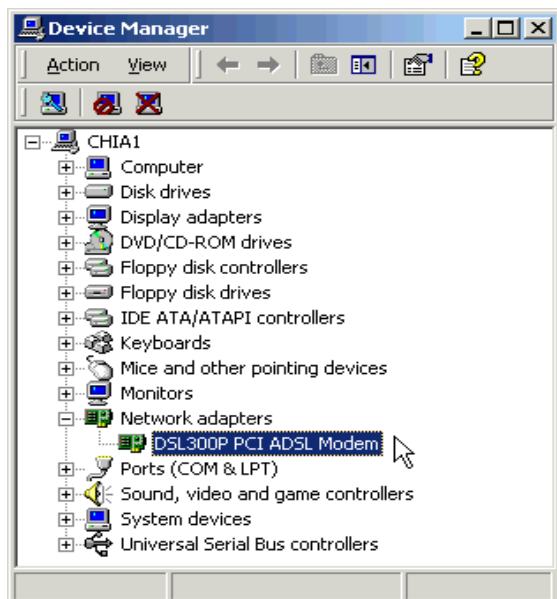 Device Manager
Action View
CHIA1
Computer
Disk drives
Display adapters
DVD/CD-ROM drives
Floppy disk controllers
Floppy disk drives
IDE ATA/ATAPI controllers
Keyboards
Mice and other pointing devices
Monitors
Network adapters
DSL300P PCI ADSL Modem
Ports (COM & LPT)
Sound, video and game controllers
System devices
Universal Serial Bus controllers